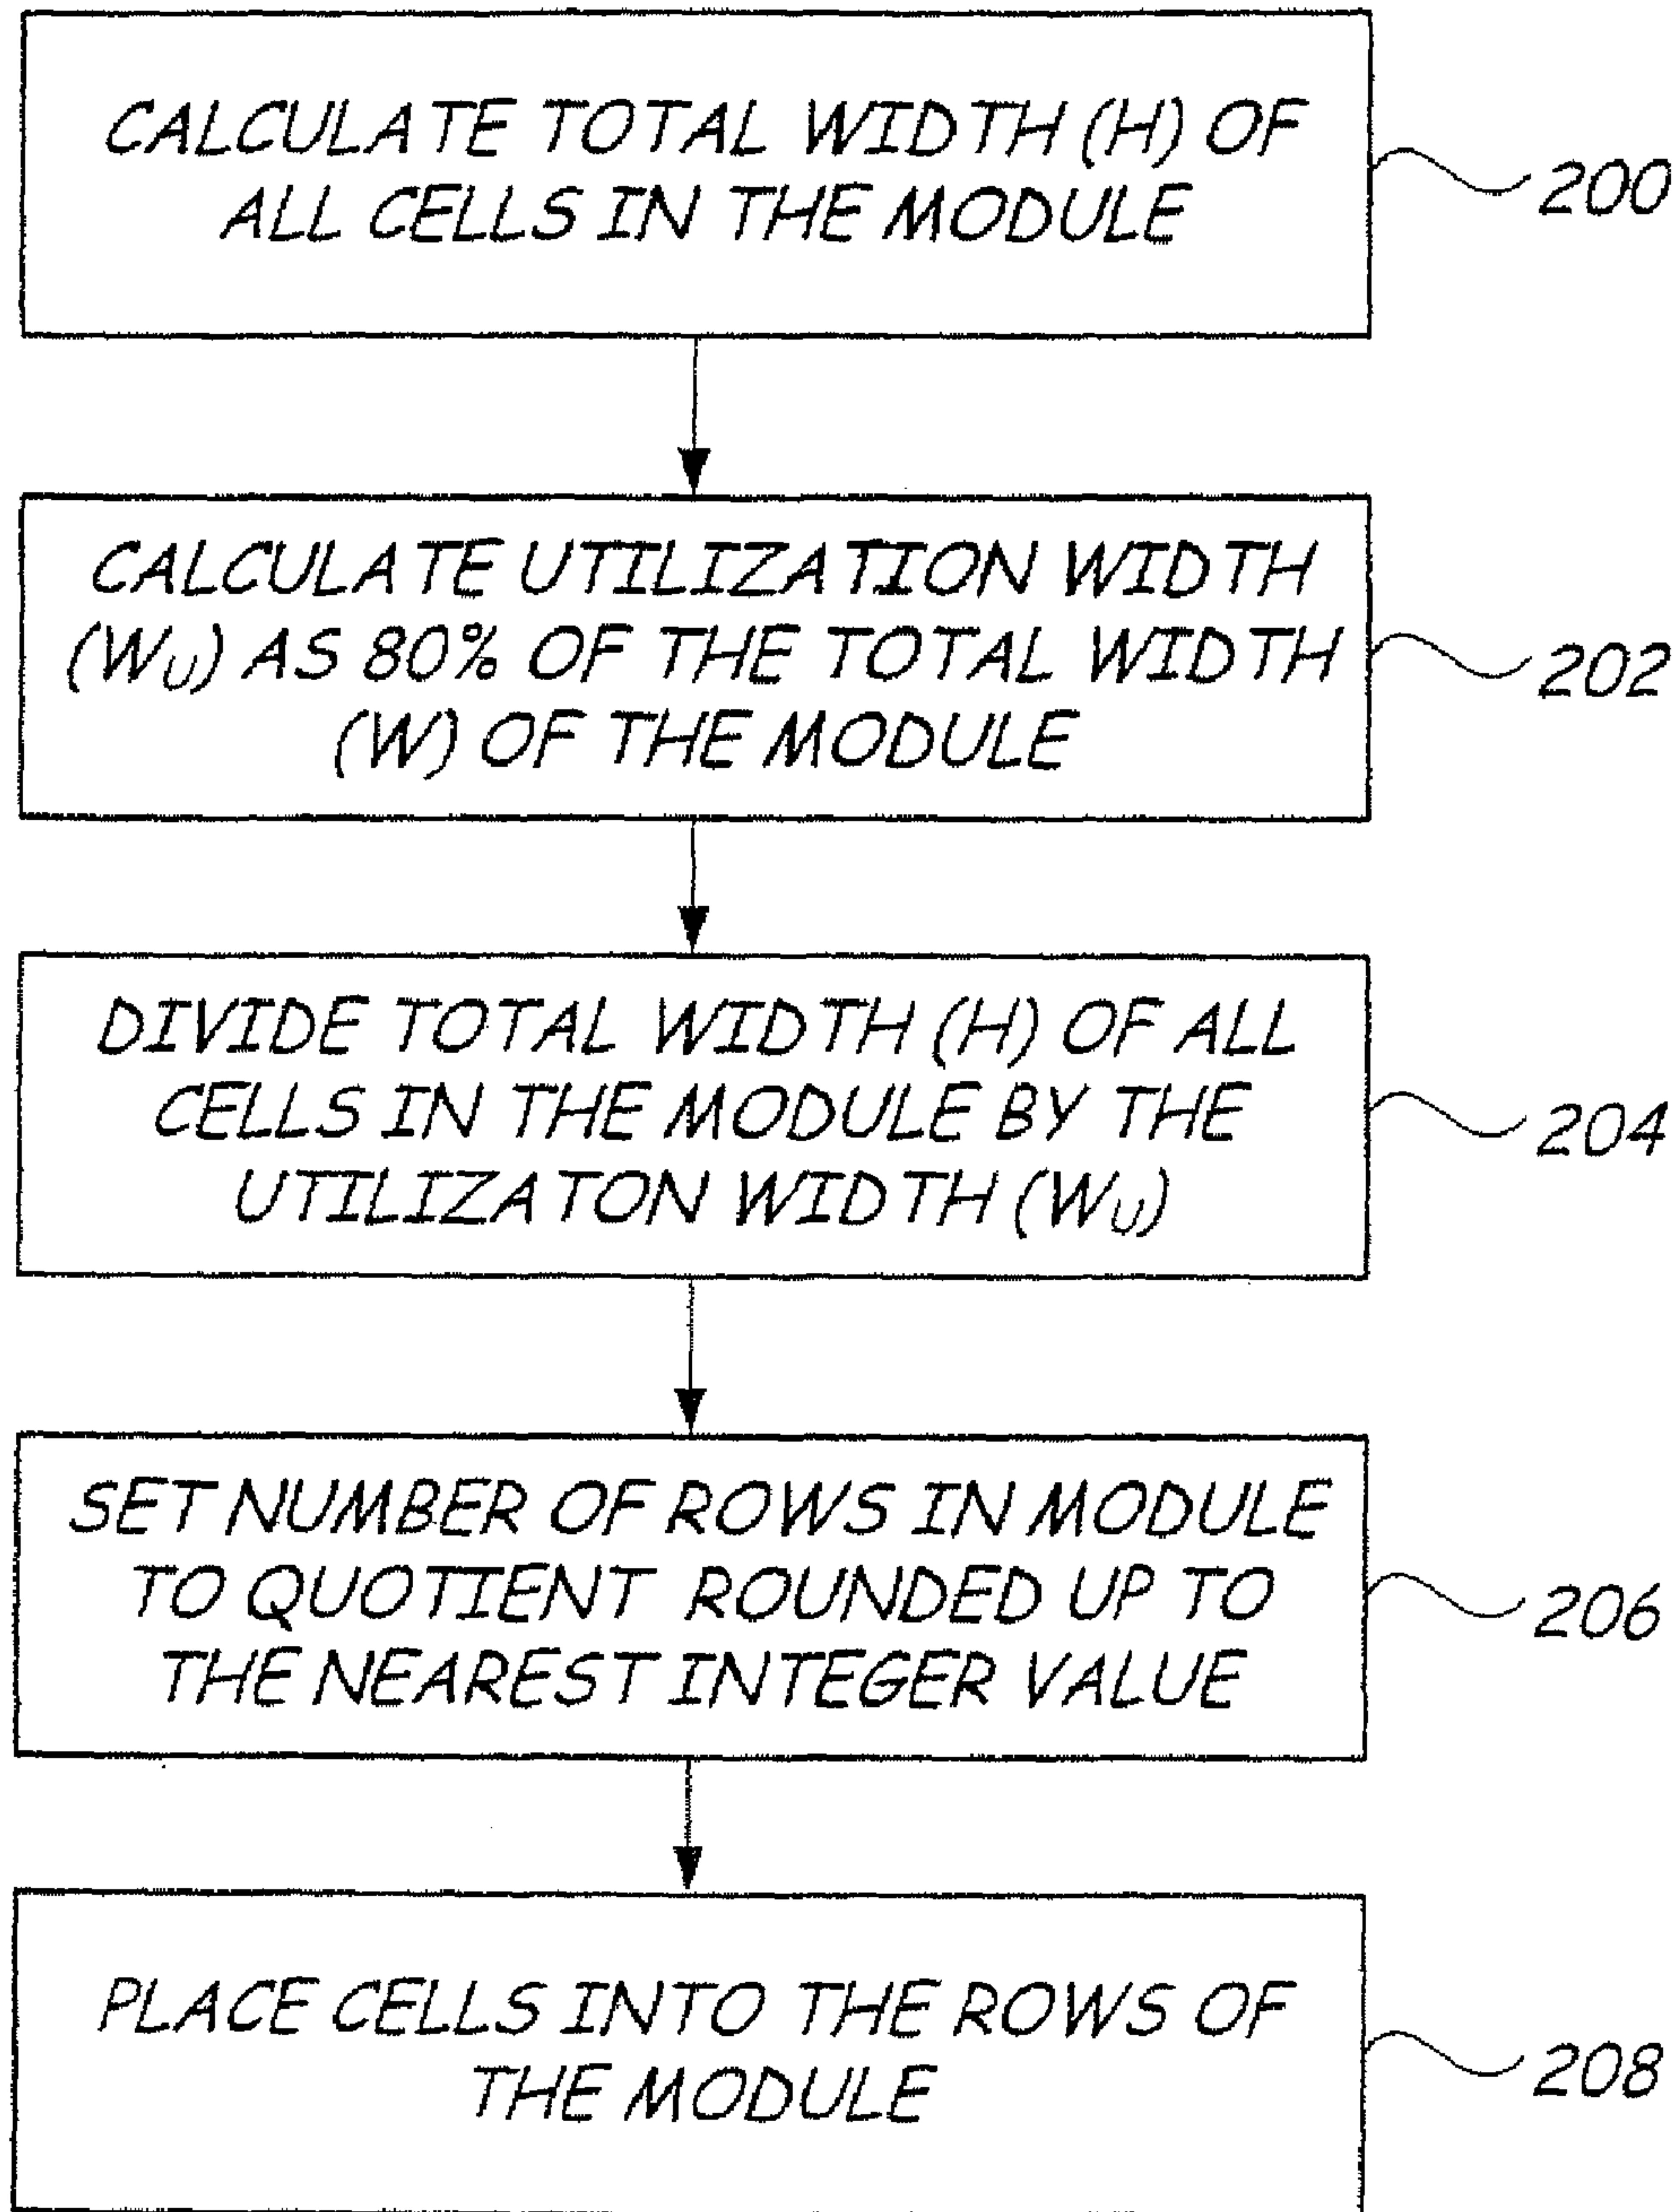 CALCULATE TOTAL WIDTH (H) OF
ALL CELLS IN THE MODULE
200
CALCULATE UTILIZATION WIDTH
(WU) AS 80% OF THE TOTAL WIDTH
(W) OF THE MODULE
202
DIVIDE TOTAL WIDTH (H) OF ALL
CELLS IN THE MODULE BY THE
UTILIZATON WIDTH (WU)
204
SET NUMBER OF ROWS IN MODULE
TO QUOTIENT ROUNDED UP TO
THE NEAREST INTEGER VALUE
206
PLACE CELLS INTO THE ROWS OF
THE MODULE
208